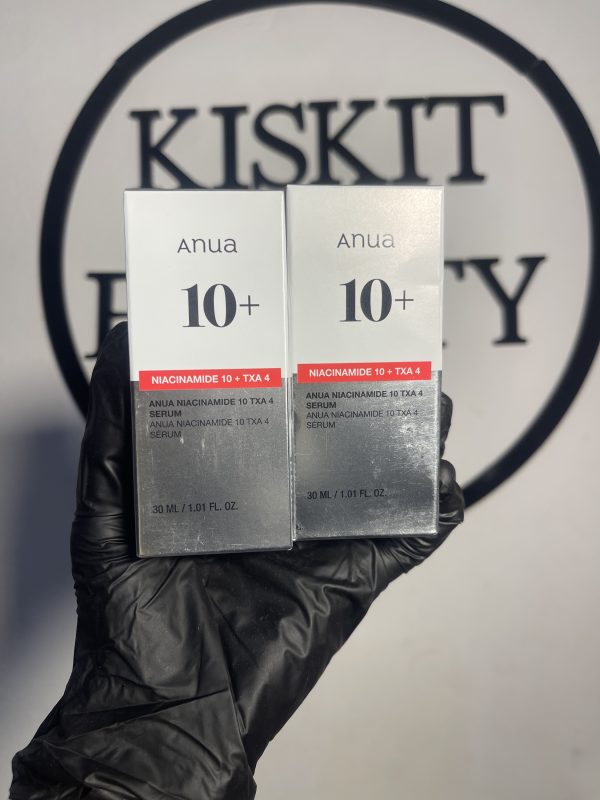 KISKIT
Anua
10+
NIACINAMIDE 10 + TXA 4
ANUA NIACINAMIDE 10 TXA 4
SERUM
ANUA NIACINAMIDE 10 TXA 4
SÉRUM
30 ML / 1.01 FL. OZ.
Anua
10+
NIACINAMIDE 10 + TXA 4
ANUA NIACINAMIDE 10 TXA 4
SERUM
ANUA NIACINAMIDE 10 TXA 4
SÉRUM
30 ML / 1.01 FL. OZ.